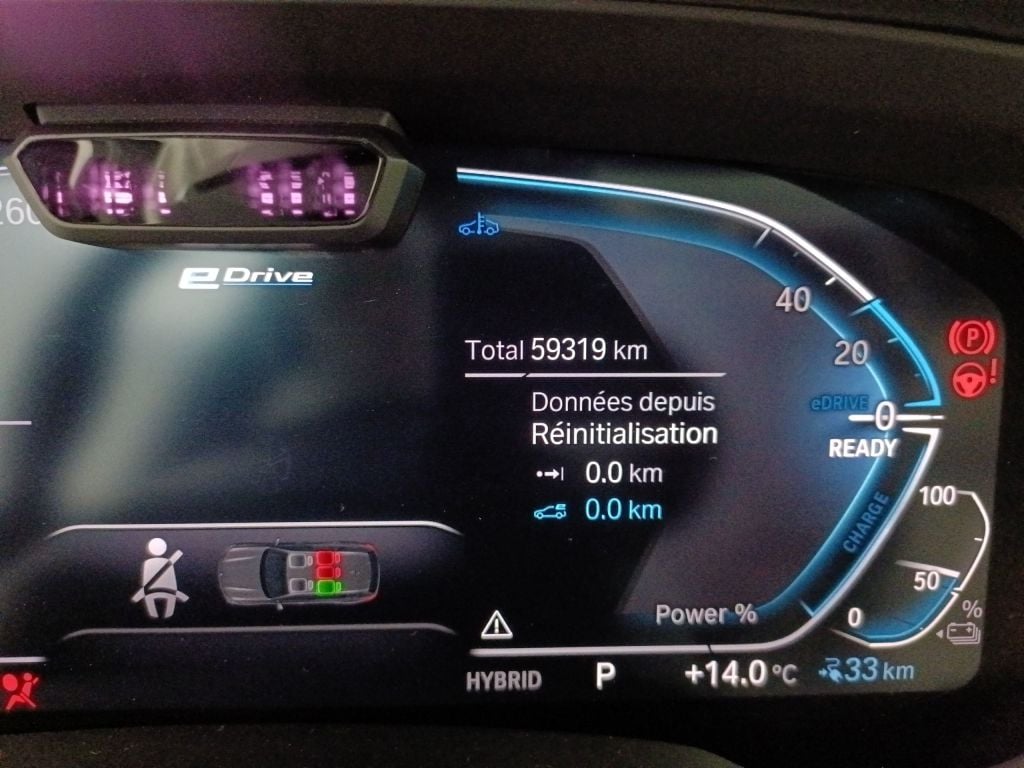 260
eDrive
40
Total 59319 km
20
Données depuis
eDRIVE
0
Réinitialisation
READY
0.0 km
0.0 km
CHARGE
100
50
Power %
0
%
HYBRID P +14.0 °C 33 km
P
!